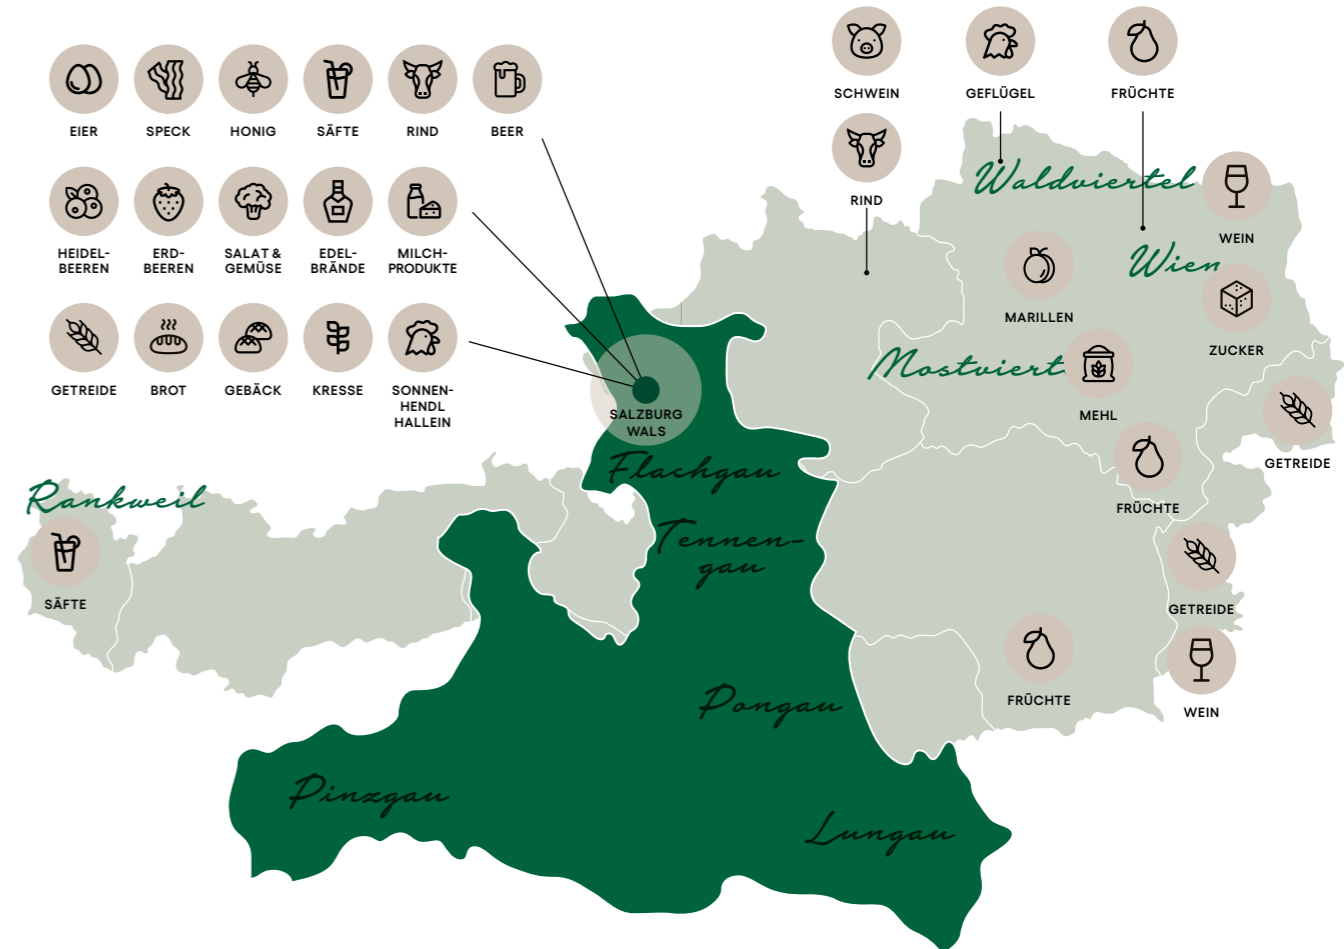 SCHWEIN
GEFLÜGEL
FRÜCHTE
EIER
SPECK
HONIG
SÄFTE
RIND
BEER
RIND
HEIDEL-
BEEREN
ERD-
BEEREN
SALAT &
GEMÜSE
EDEL-
BRÄNDE
MILCH-
PRODUKTE
GETREIDE
BROT
GEBÄCK
KRESSE
SONNEN-
HENDL
HALLEIN
Waldviertel
WEIN
Wien
MARILLEN
ZUCKER
Mostviert
MEHL
GETREIDE
FRÜCHTE
GETREIDE
FRÜCHTE
WEIN
SALZBURG
WALS
Flachgau
Tennen-
gau
Pongau
Pinzgau
Lungau
Rankweil
SÄFTE